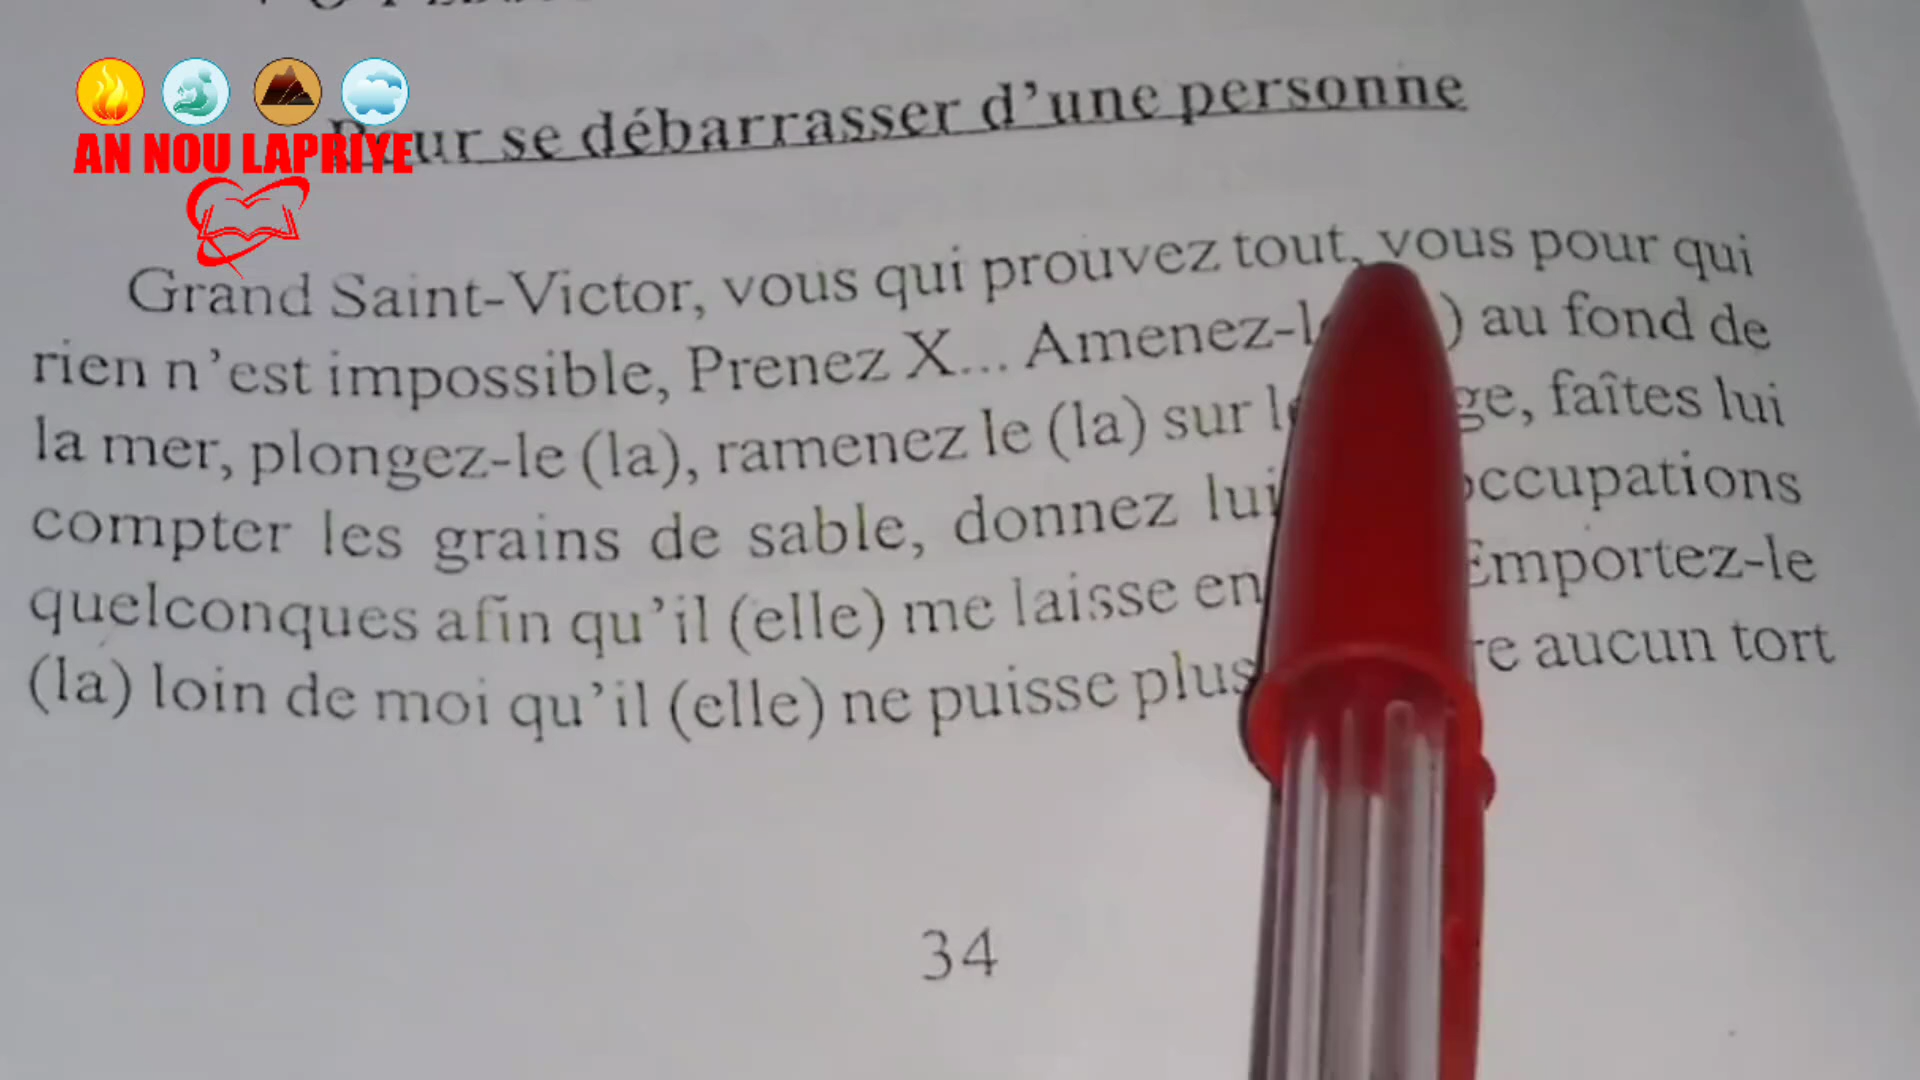 Pour se débarrasser d'une personne
AN NOU LAPRIYE
Grand Saint-Victor, vous qui prouvez tout, vous pour qui
rien n'est impossible, Prenez X... Amenez-l ) au fond de
la mer, plongez-le (la), ramenez le (la) sur ge, faîtes lui
compter les grains de sable, donnez lui occupations
quelconques afin qu'il (elle) me laisse en Emportez-le
(la) loin de moi qu'il (elle) ne puisse plus re aucun tort
34